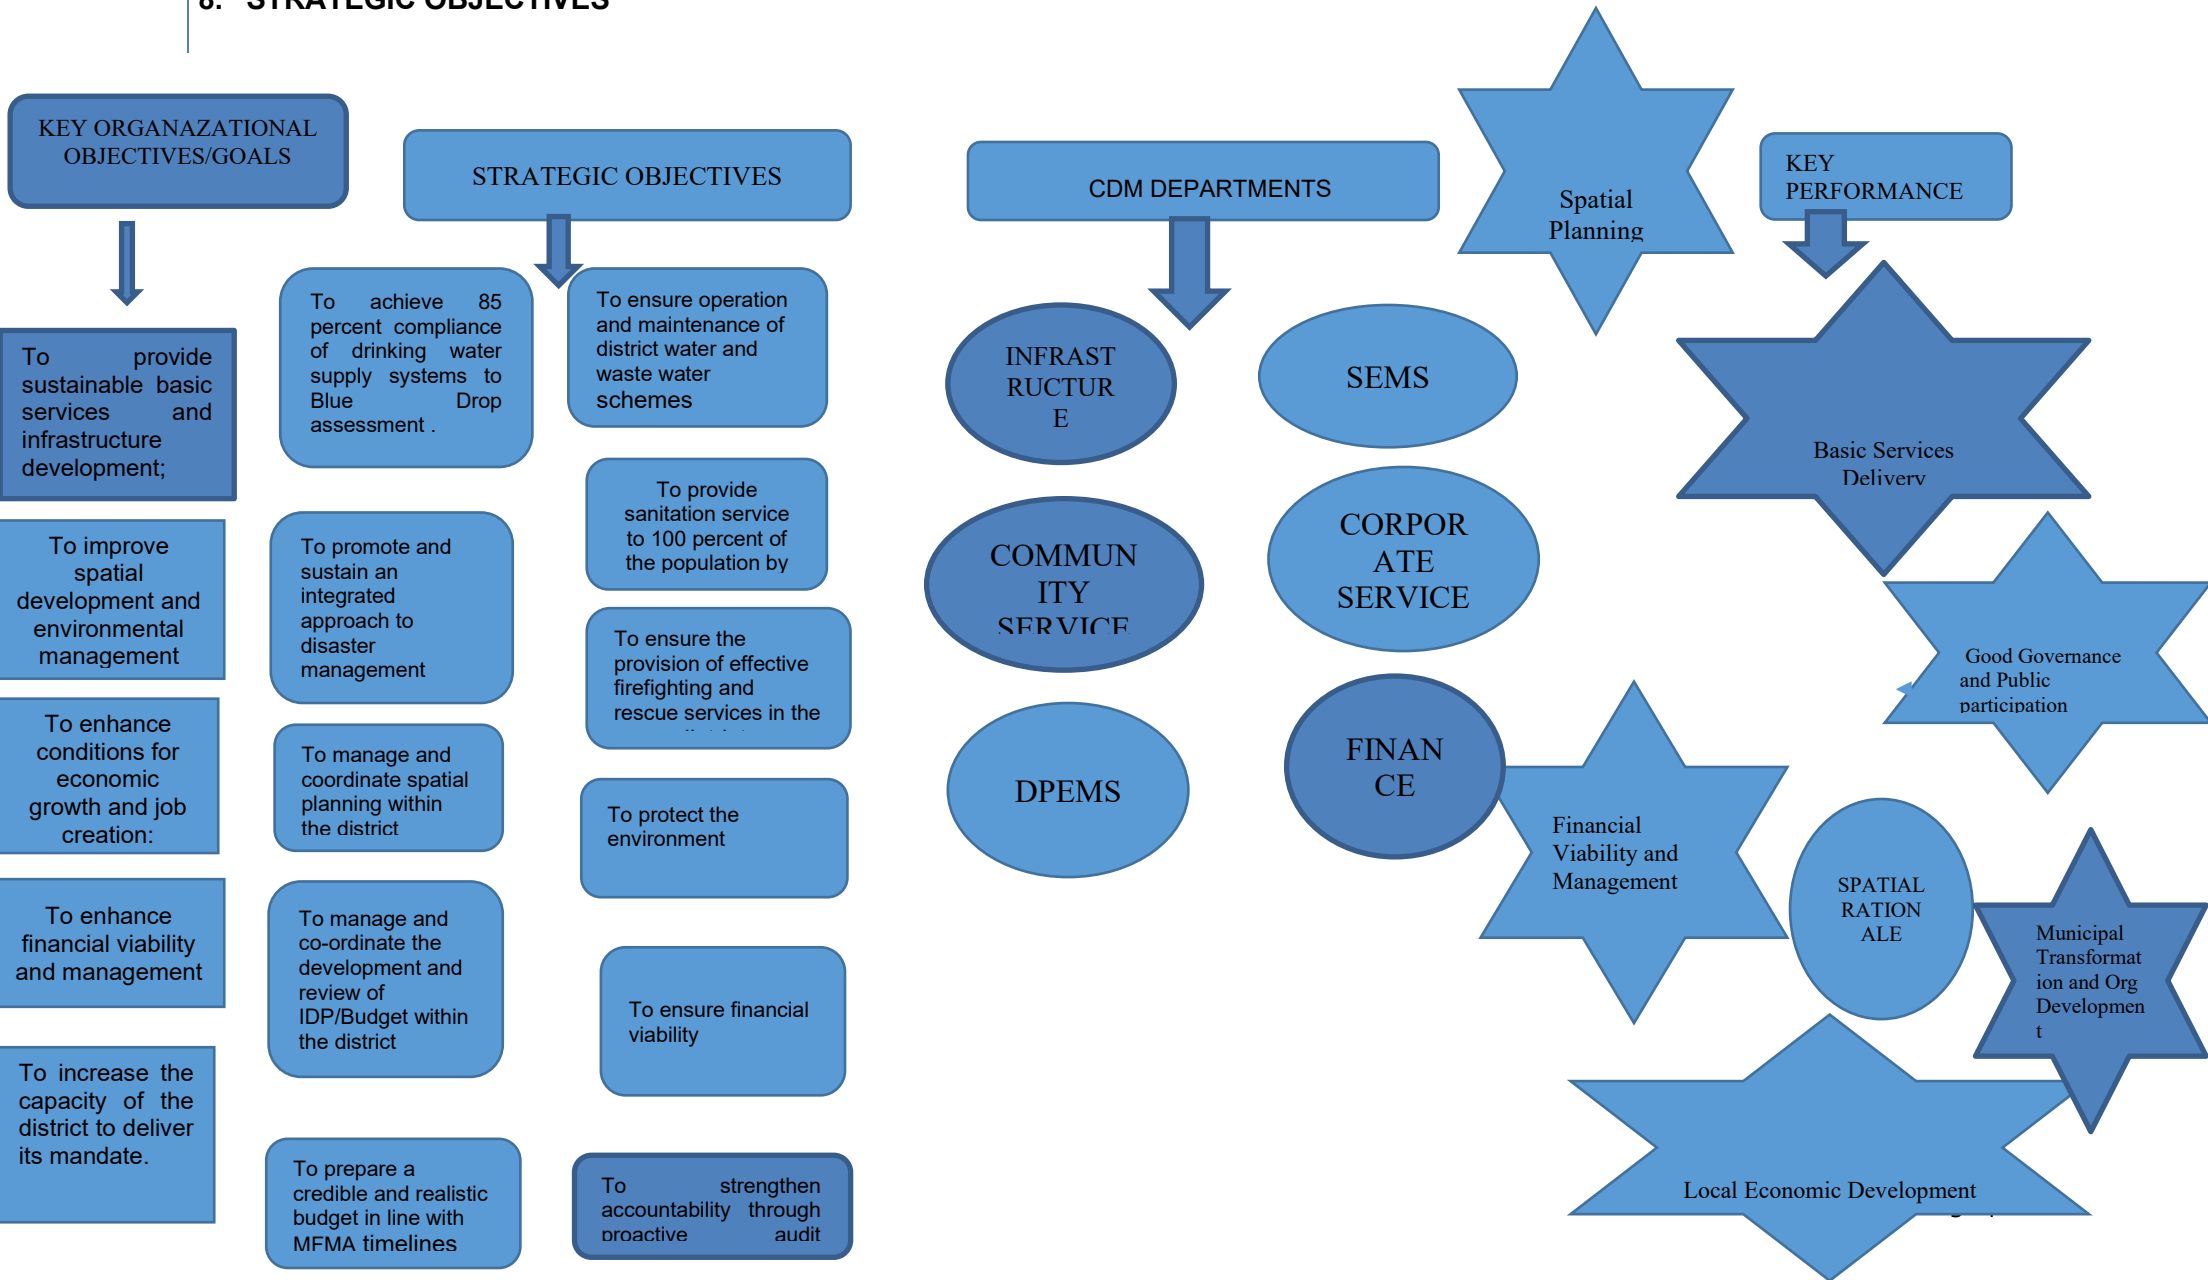 8. STRATEGIC OBJECTIVES
KEY ORGANAZATIONAL
OBJECTIVES/GOALS
To provide
sustainable basic
services and
infrastructure
development;
To improve
spatial
development and
environmental
management
To enhance
conditions for
economic
growth and job
creation:
To enhance
financial viability
and management
To increase the
capacity of the
district to deliver
its mandate.
STRATEGIC OBJECTIVES
To achieve 85
percent compliance
of drinking water
supply systems to
Blue Drop
assessment .
To ensure operation
and maintenance of
district water and
waste water
schemes
To provide
sanitation service
to 100 percent of
the population by
To promote and
sustain an
integrated
approach to
disaster
management
To ensure the
provision of effective
firefighting and
rescue services in the
To manage and
coordinate spatial
planning within
the district
To protect the
environment
To manage and
co-ordinate the
development and
review of
IDP/Budget within
the district
To ensure financial
viability
To prepare a
credible and realistic
budget in line with
MFMA timelines
To strengthen
accountability through
proactive audit
CDM DEPARTMENTS
INFRAST
RUCTUR
E
SEMS
COMMUN
ITY
SERVICE
CORPOR
ATE
SERVICE
DPEMS
FINAN
CE
KEY
PERFORMANCE
Spatial
Planning
Basic Services
Delivery
Good Governance
and Public
participation
Financial
Viability and
Management
SPATIAL
RATION
ALE
Municipal
Transformat
ion and Org
Developmen
t
Local Economic Development